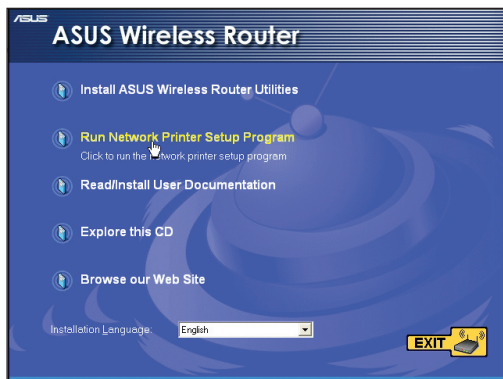 ASUS
ASUS Wireless Router
Install ASUS Wireless Router Utilities
Run Network Printer Setup Program
Click to run the network printer setup program
Read/Install User Documentation
Explore this CD
Browse our Web Site
Installation Language: English
EXIT